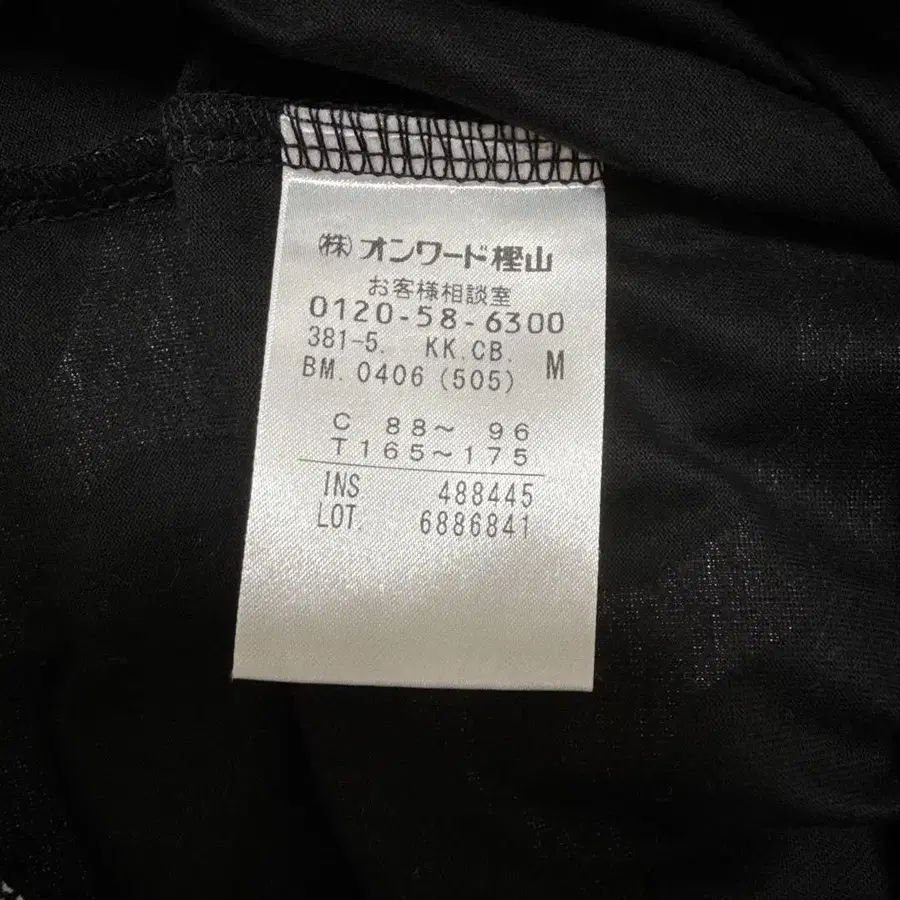 (株)オンワード樫山
お客様相談室
0120-58-6300
381-5. KK.CB. M
BM. 0406 (505)
C 88～ 96
T165～175
INS 488445
LOT. 6886841